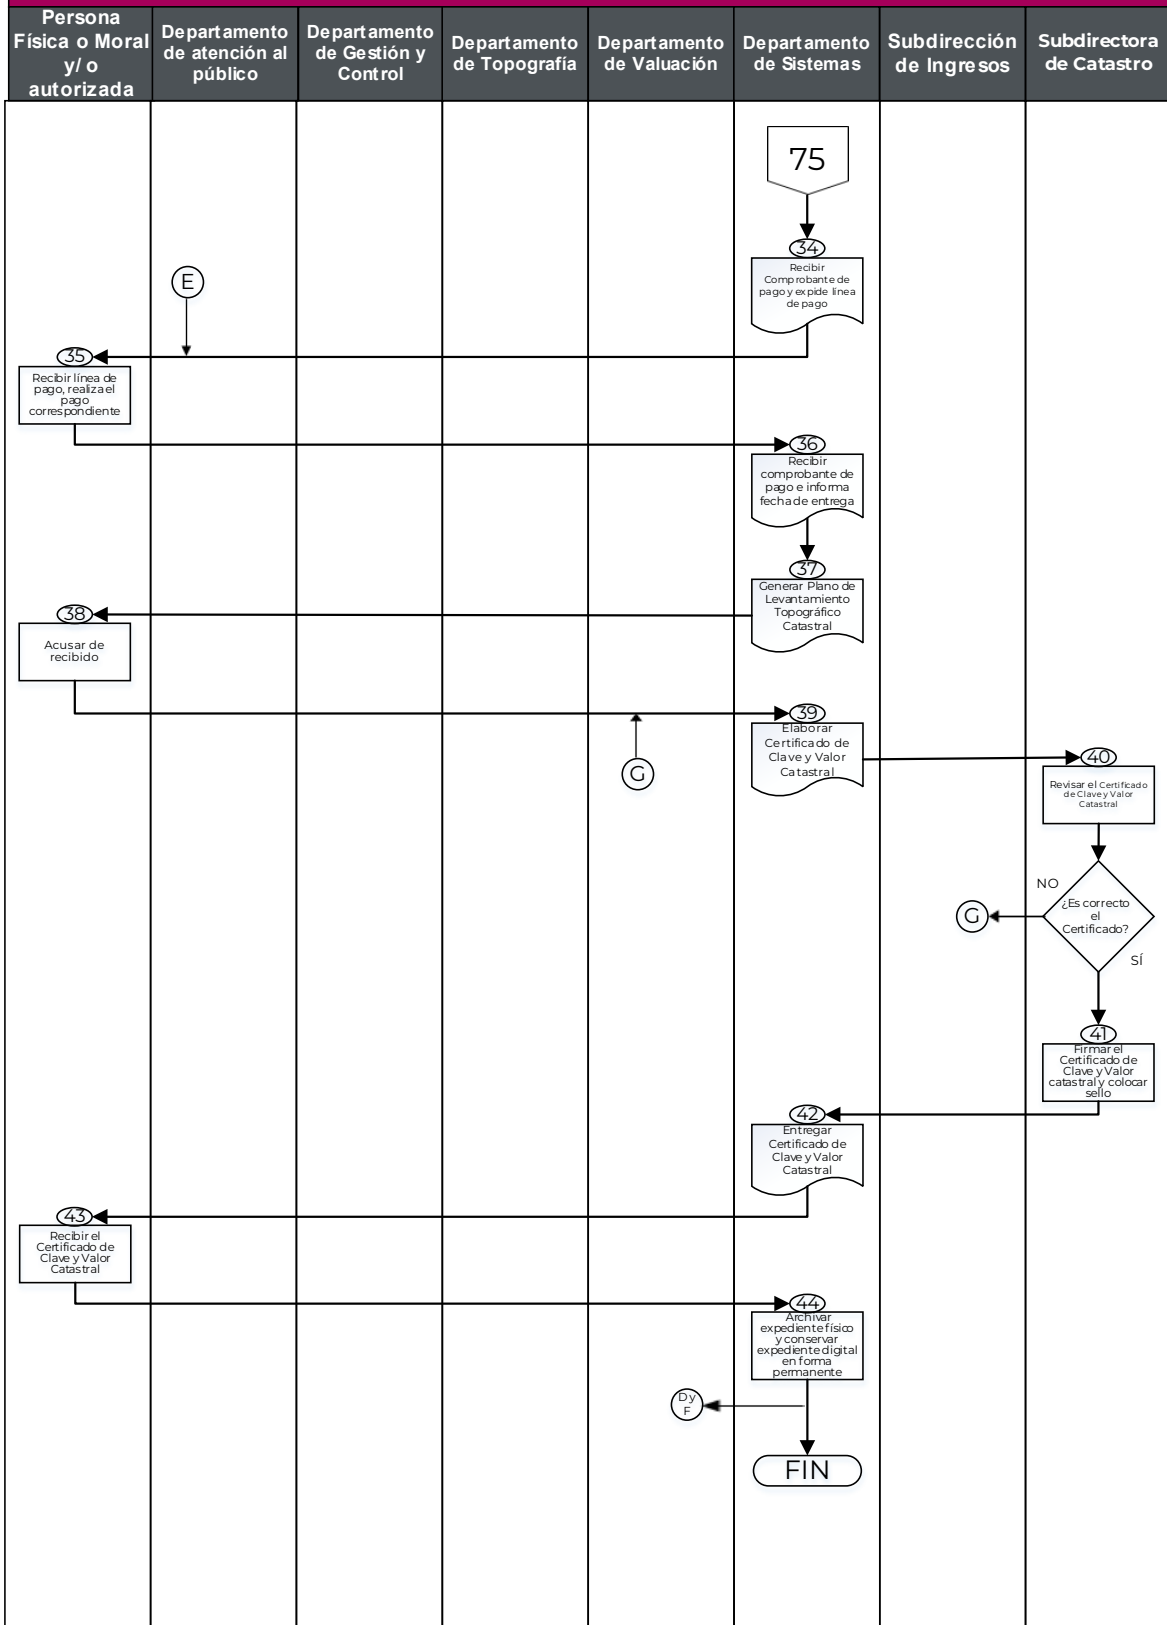 Persona
Física o Moral
y/ o
autorizada
Departamento
de atención al
público
Departamento
de Gestión y
Control
Departamento
de Topografía
Departamento
de Valuación
Departamento
de Sistemas
Subdirección
de Ingresos
Subdirectora
de Catastro
75
34
Recibir
Comprobante de
pago y expide línea
de pago
E
35
Recibir línea de
pago, realiza el
pago
correspondiente
36
Recibir
comprobante de
pago e informa
fecha de entrega
37
Generar Plano de
Levantamiento
Topográfico
Catastral
38
Acusar de
recibido
39
Elaborar
Certificado de
Clave y Valor
Catastral
G
40
Revisar el Certificado
de Clave y Valor
Catastral
NO
¿Es correcto
el
Certificado?
G
SÍ
41
Firmar el
Certificado de
Clave y Valor
catastral y colocar
sello
42
Entregar
Certificado de
Clave y Valor
Catastral
43
Recibir el
Certificado de
Clave y Valor
Catastral
44
Archivar
expediente físico
y conservar
expediente digital
en forma
permanente
D y
F
FIN